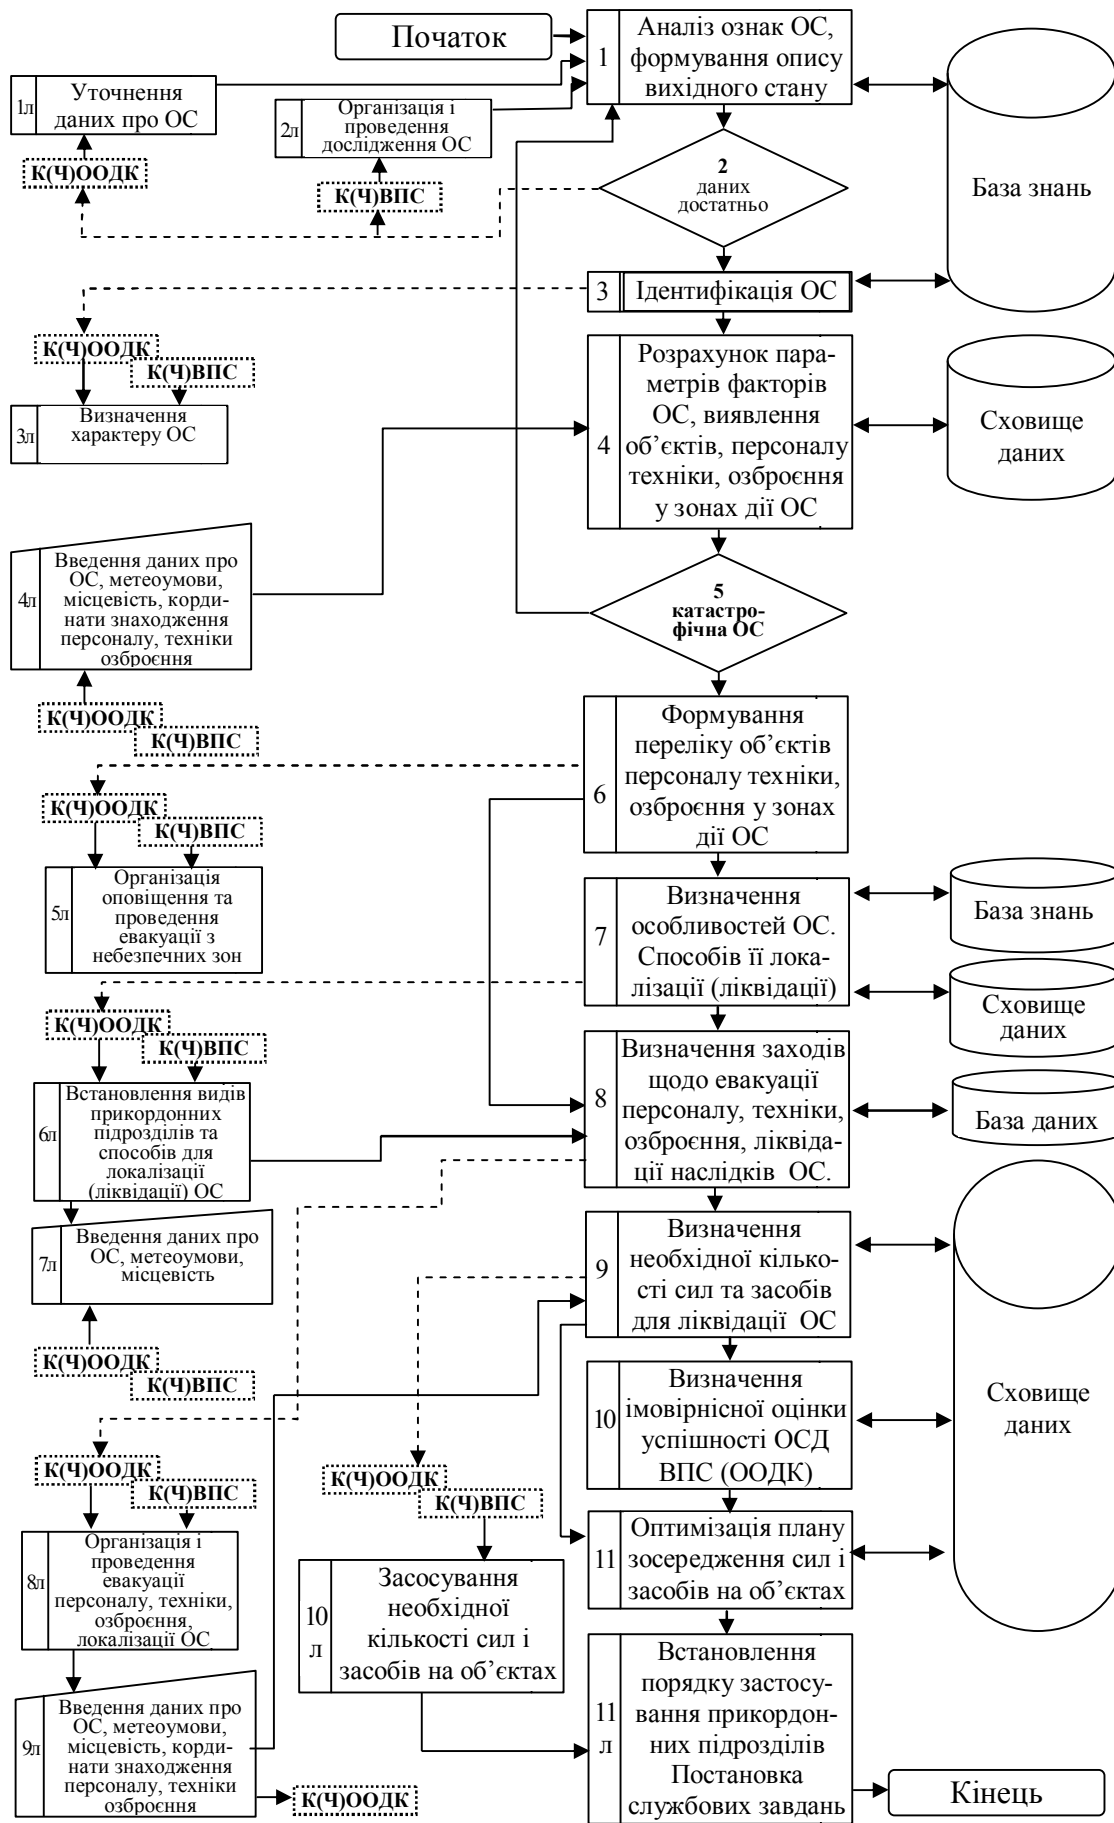 Початок
1
Аналіз ознак ОС,
формування опису
вихідного стану
1л
Уточнення
даних про ОС
К(Ч)ООДК
2л
Організація і
проведення
дослідження ОС
К(Ч)ВПС
2
даних
достатньо
База знань
3
Ідентифікація ОС
К(Ч)ООДК
К(Ч)ВПС
3л
Визначення
характеру ОС
4
Розрахунок пара-
метрів факторів
ОС, виявлення
об’єктів, персоналу
техніки, озброєння
у зонах дії ОС
Сховище
даних
4л
Введення даних про
ОС, метеоумови,
місцевість, корди-
нати знаходження
персоналу, техніки
озброєння
К(Ч)ООДК
К(Ч)ВПС
5
катастро-
фічна ОС
6
Формування
переліку об’єктів
персоналу техніки,
озброєння у зонах
дії ОС
К(Ч)ООДК
К(Ч)ВПС
5л
Організація
оповіщення та
проведення
евакуації з
небезпечних зон
7
Визначення
особливостей ОС.
Способів її лока-
лізації (ліквідації)
База знань
Сховище
даних
К(Ч)ООДК
К(Ч)ВПС
6л
Встановлення видів
прикордонних
підрозділів та
способів для
локалізації
(ліквідації) ОС
8
Визначення заходів
щодо евакуації
персоналу, техніки,
озброєння, ліквіда-
ації наслідків ОС.
База даних
7л
Введення даних про
ОС, метеоумови,
місцевість
К(Ч)ООДК
К(Ч)ВПС
9
Визначення
необхідної кілько-
сті сил та засобів
для ліквідації ОС
10
Визначення
імовірнісної оцінки
успішності ОСД
ВПС (ООДК)
Сховище
даних
К(Ч)ООДК
К(Ч)ВПС
К(Ч)ООДК
К(Ч)ВПС
8л
Організація і
проведення
евакуації
персоналу, техніки,
озброєння,
локалізації ОС
10
л
Засосування
необхідної
кількості сил і
засобів на об’єктах
11
Оптимізація плану
зосередження сил і
засобів на об’єктах
9л
Введення даних про
ОС, метеоумови,
місцевість, корди-
нати знаходження
персоналу, техніки
озброєння
К(Ч)ООДК
11
л
Встановлення
порядку застосу-
вання прикордон-
них підрозділів
Постановка
службових завдань
Кінець